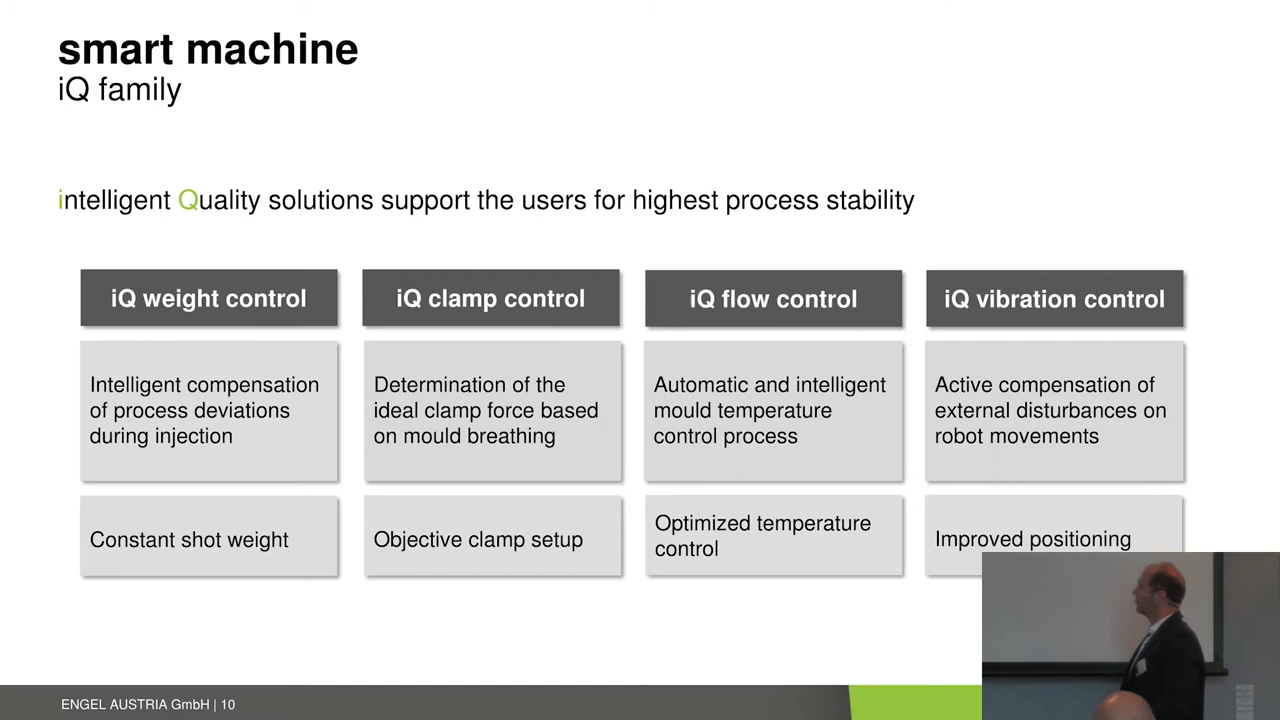 smart machine
iQ family
intelligent Quality solutions support the users for highest process stability
iQ weight control
iQ clamp control
iQ flow control
iQ vibration control
Intelligent compensation
of process deviations
during injection
Determination of the
ideal clamp force based
on mould breathing
Automatic and intelligent
mould temperature
control process
Active compensation of
external disturbances on
robot movements
Constant shot weight
Objective clamp setup
Optimized temperature
control
Improved positioning
ENGEL AUSTRIA GmbH | 10